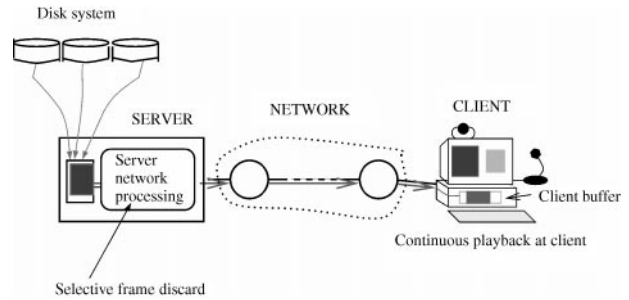 Disk system
SERVER
NETWORK
CLIENT
Server
network
processing
Client buffer
Continuous playback at client
Selective frame discard